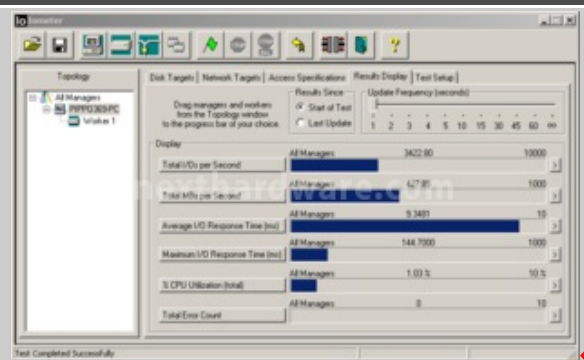 Iometer
Topology
All Managers
PIPPO369-PC
Worker 1
Disk Targets Network Targets Access Specifications Results Display Test Setup
Drag managers and workers
from the Topology window
to the progress bar of your choice.
Results Since
Start of Test
Last Update
Update Frequency (seconds)
1 2 3 4 5 10 15 30 45 60 ∞
Display
All Managers 3422.80 10000
Total I/Os per Second
All Managers 427.85 1000
Total MBs per Second
All Managers 9.3481 10
Average I/O Response Time (ms)
All Managers 144.7000 1000
Maximum I/O Response Time (ms)
All Managers 1.03 % 10 %
% CPU Utilization (total)
All Managers 0 10
Total Error Count
Test Completed Successfully
nexthardware.com